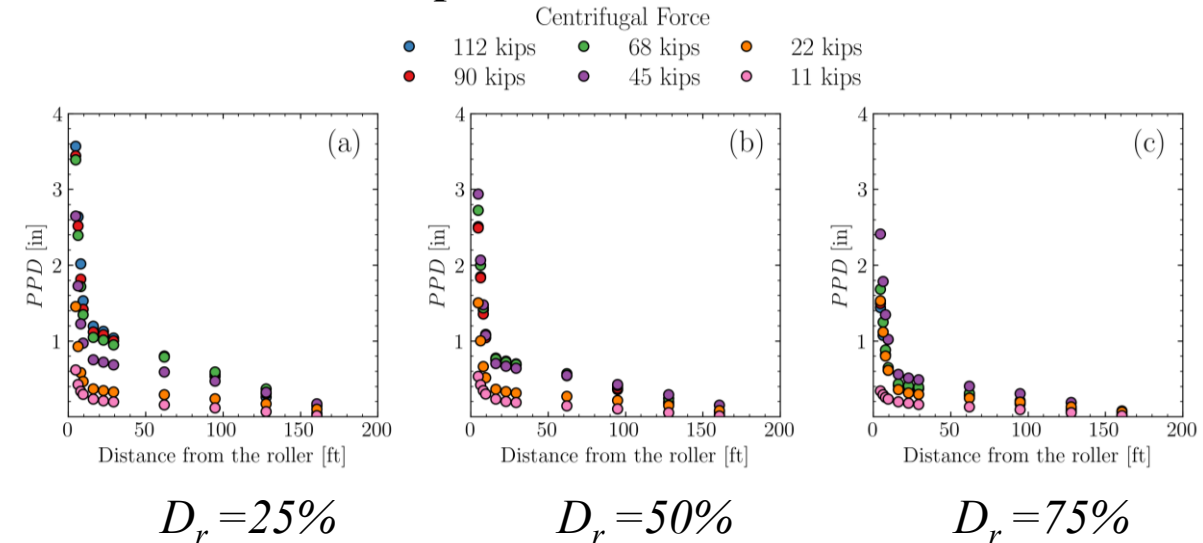 Centrifugal Force
112 kips 68 kips 22 kips
90 kips 45 kips 11 kips
(a) (b) (c)
4 4 4
3 3 3
2 2 2
1 1 1
PPD [in] PPD [in] PPD [in]
0 50 100 150 200 0 50 100 150 200 0 50 100 150 200
Distance from the roller [ft] Distance from the roller [ft] Distance from the roller [ft]
Dr=25% Dr=50% Dr=75%